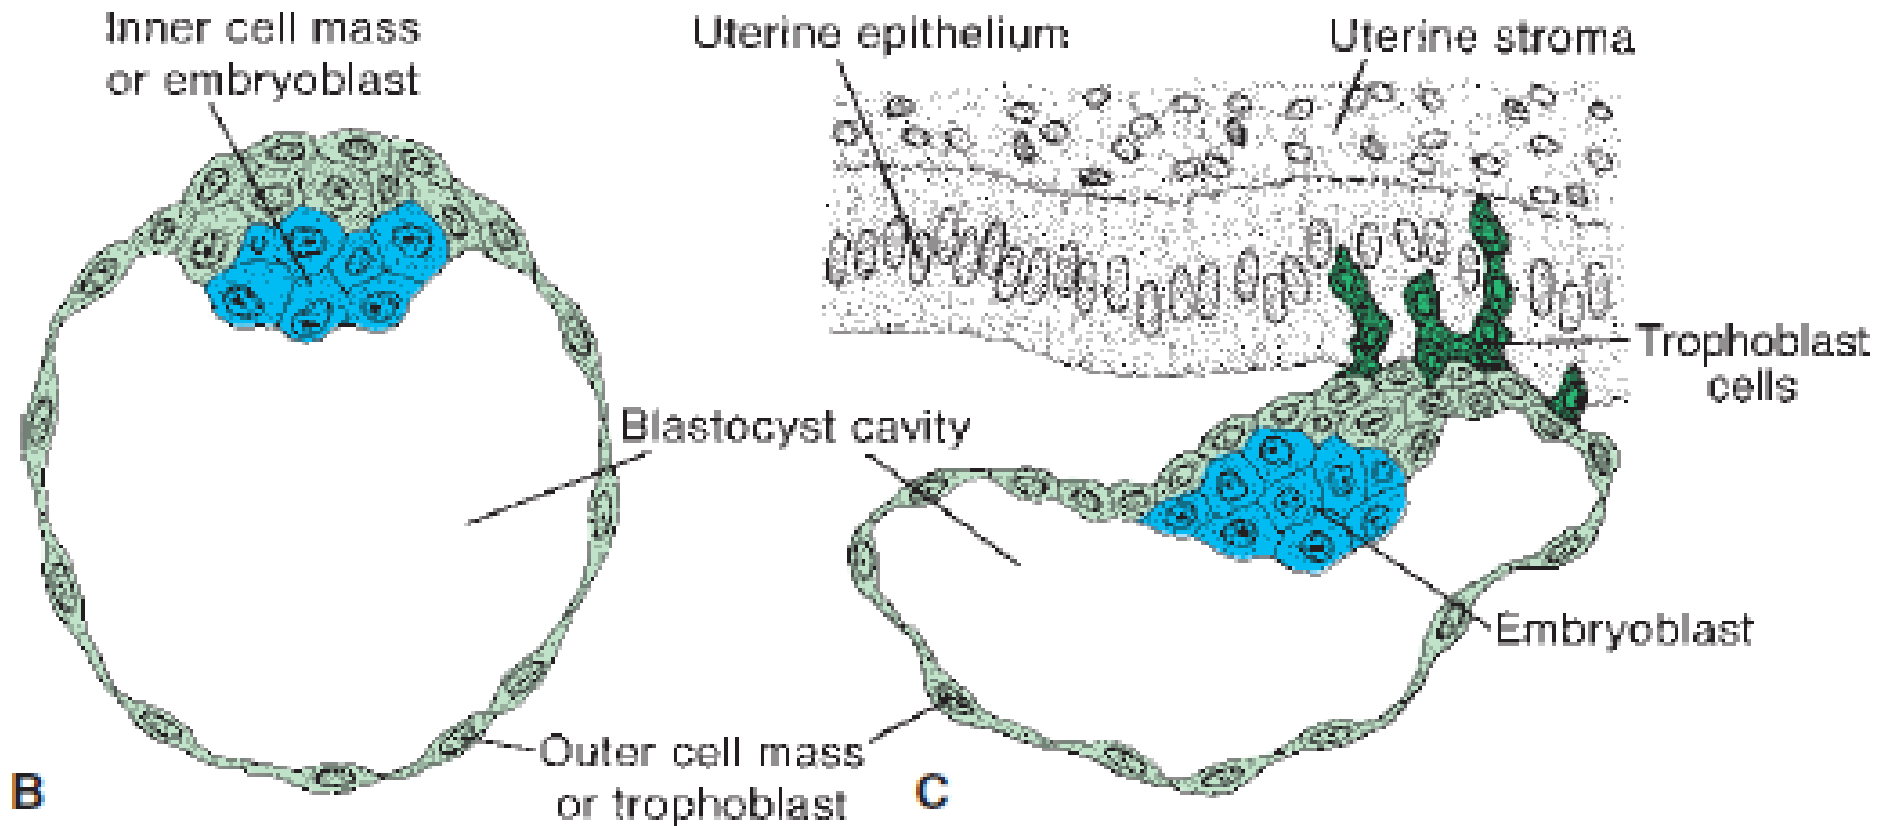 Inner cell mass
or embryoblast
Uterine epithelium
Uterine stroma
Trophoblast
cells
Blastocyst cavity
Embryoblast
Outer cell mass
or trophoblast
B
C